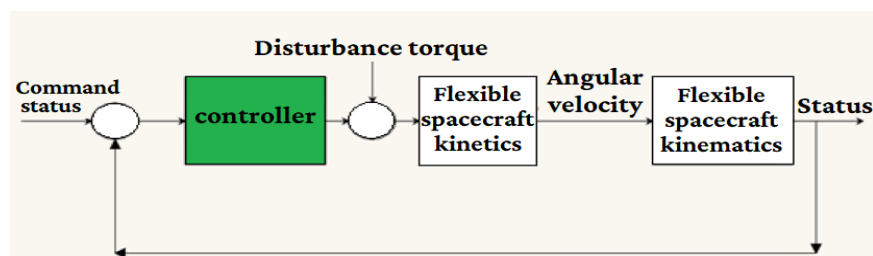 Disturbance torque
Command
status
controller
Flexible
spacecraft
kinetics
Angular
velocity
Flexible
spacecraft
kinematics
Status